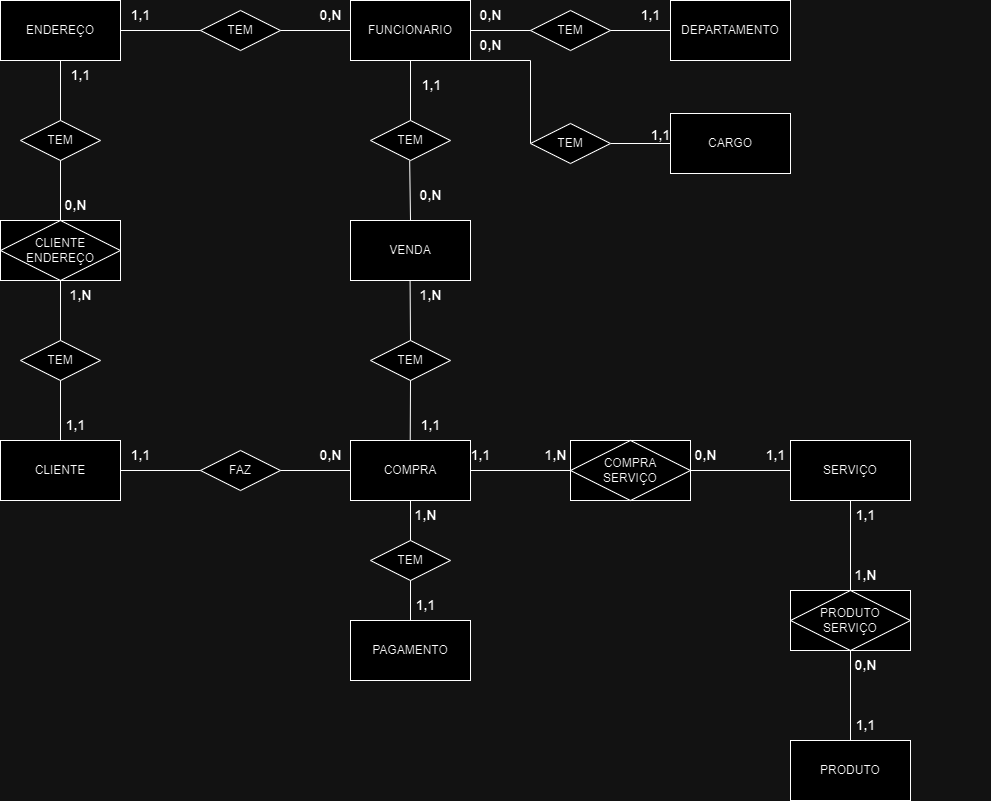 1,1
0,N
0,N
1,1
ENDEREÇO
TEM
FUNCIONARIO
TEM
DEPARTAMENTO
0,N
1,1
1,1
TEM
TEM
1,1
TEM
CARGO
0,N
0,N
CLIENTE
ENDEREÇO
VENDA
1,N
1,N
TEM
TEM
1,1
1,1
1,1
0,N
1,1
1,N
0,N
1,1
CLIENTE
FAZ
COMPRA
COMPRA
SERVIÇO
SERVIÇO
1,N
1,1
TEM
1,1
1,N
PAGAMENTO
PRODUTO
SERVIÇO
0,N
1,1
PRODUTO